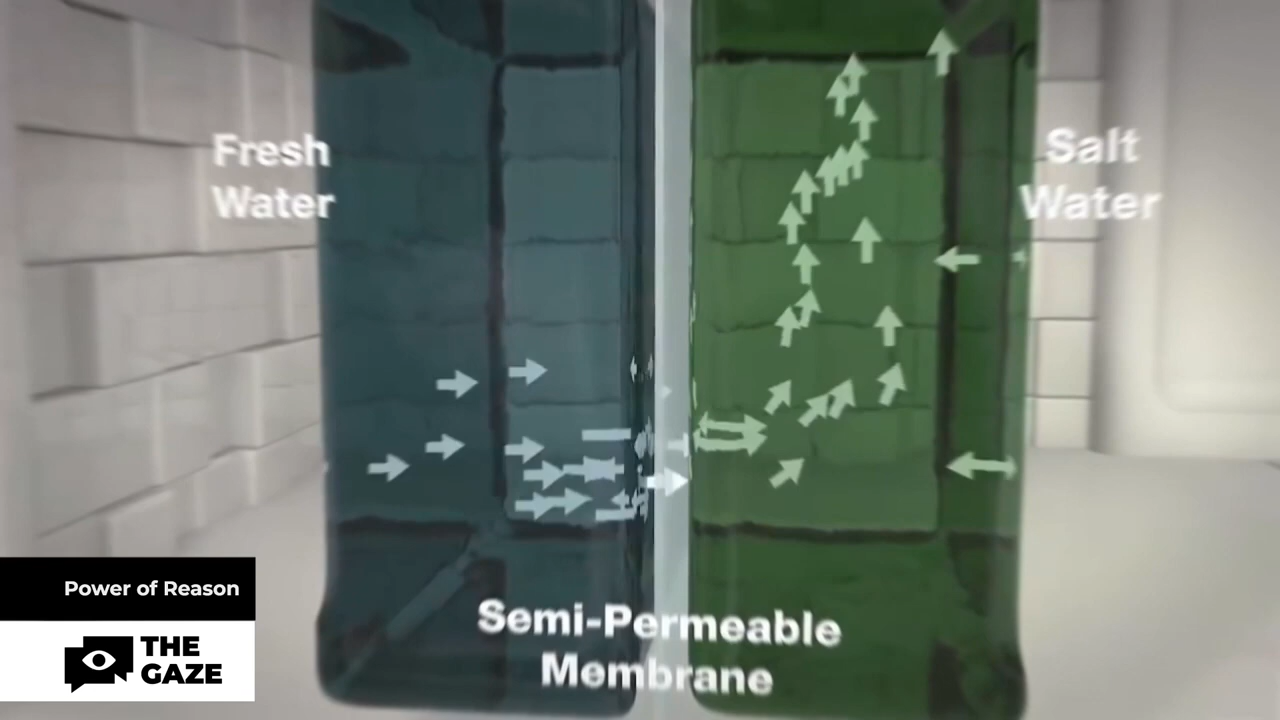 Fresh
Water
Salt
Water
Semi-Permeable
Membrane
Power of Reason
THE
GAZE